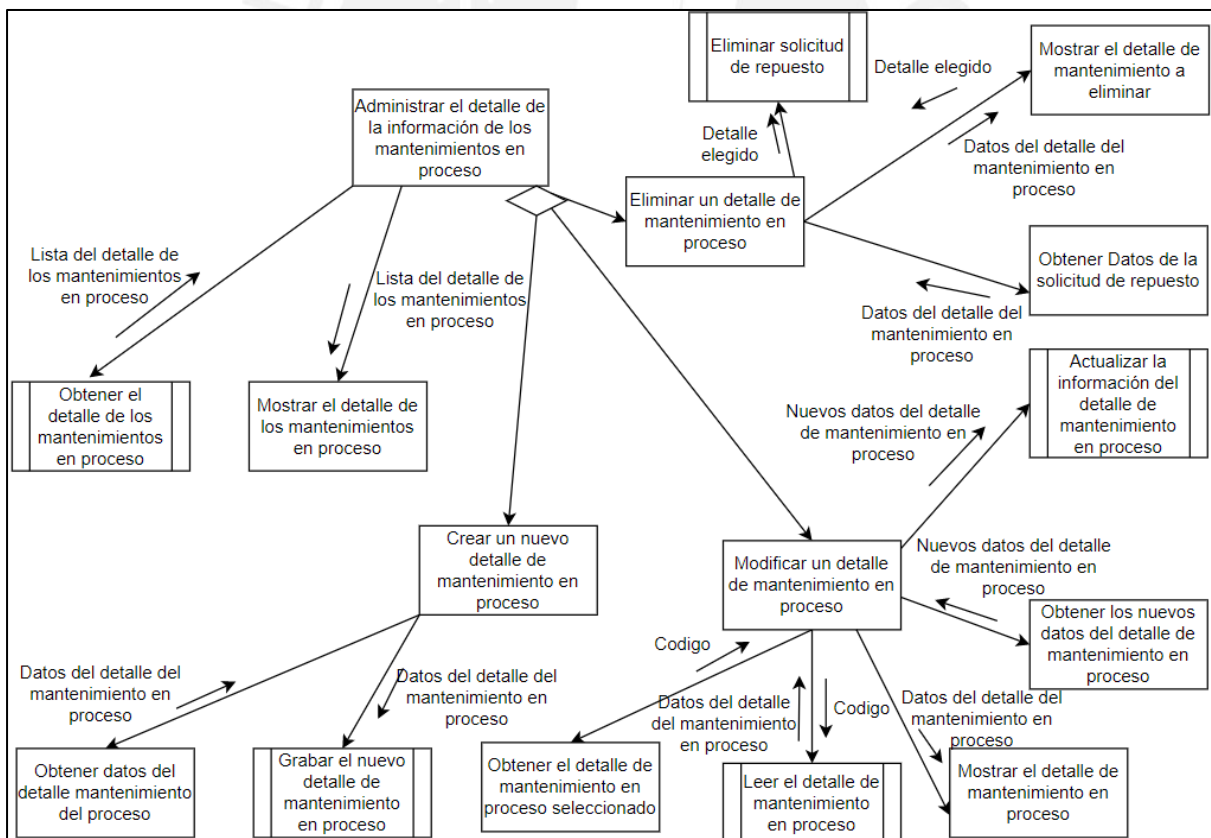 Eliminar solicitud
de repuesto
Mostrar el detalle de
mantenimiento a
eliminar
Detalle elegido
Administrar el detalle de
la información de los
mantenimientos en
proceso
Detalle
elegido
Datos del detalle del
mantenimiento en
proceso
Eliminar un detalle de
mantenimiento en
proceso
Lista del detalle de
los mantenimientos
en proceso
Lista del detalle de
los mantenimientos
en proceso
Obtener Datos de la
solicitud de repuesto
Datos del detalle del
mantenimiento en
proceso
Obtener el
detalle de los
mantenimientos
en proceso
Mostrar el detalle de
los mantenimientos
en proceso
Actualizar la
información del
detalle de
mantenimiento
en proceso
Nuevos datos del detalle
de mantenimiento en
proceso
Crear un nuevo
detalle de
mantenimiento en
proceso
Modificar un detalle
de mantenimiento en
proceso
Nuevos datos del detalle
de mantenimiento en
proceso
Obtener los nuevos
datos del detalle de
mantenimiento en
proceso
Datos del detalle del
mantenimiento en
proceso
Datos del detalle del
mantenimiento en
proceso
Codigo
Datos del detalle
del mantenimiento
en proceso
Codigo
Datos del detalle del
mantenimiento en
proceso
Obtener datos del
detalle mantenimiento
del proceso
Grabar el nuevo
detalle de
mantenimiento
en proceso
Obtener el detalle de
mantenimiento en
proceso seleccionado
Leer el detalle de
mantenimiento
en proceso
Mostrar el detalle de
mantenimiento en
proceso